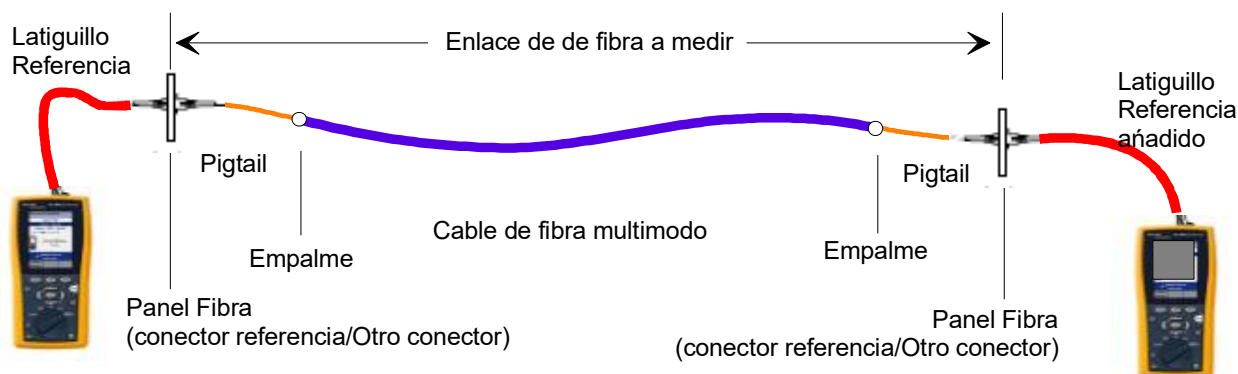 Latiguillo
Referencia
Enlace de de fibra a medir
Latiguillo
Referencia
ańadido
Pigtail
Pigtail
Cable de fibra multimodo
Empalme
Empalme
Panel Fibra
(conector referencia/Otro conector)
Panel Fibra
(conector referencia/Otro conector)